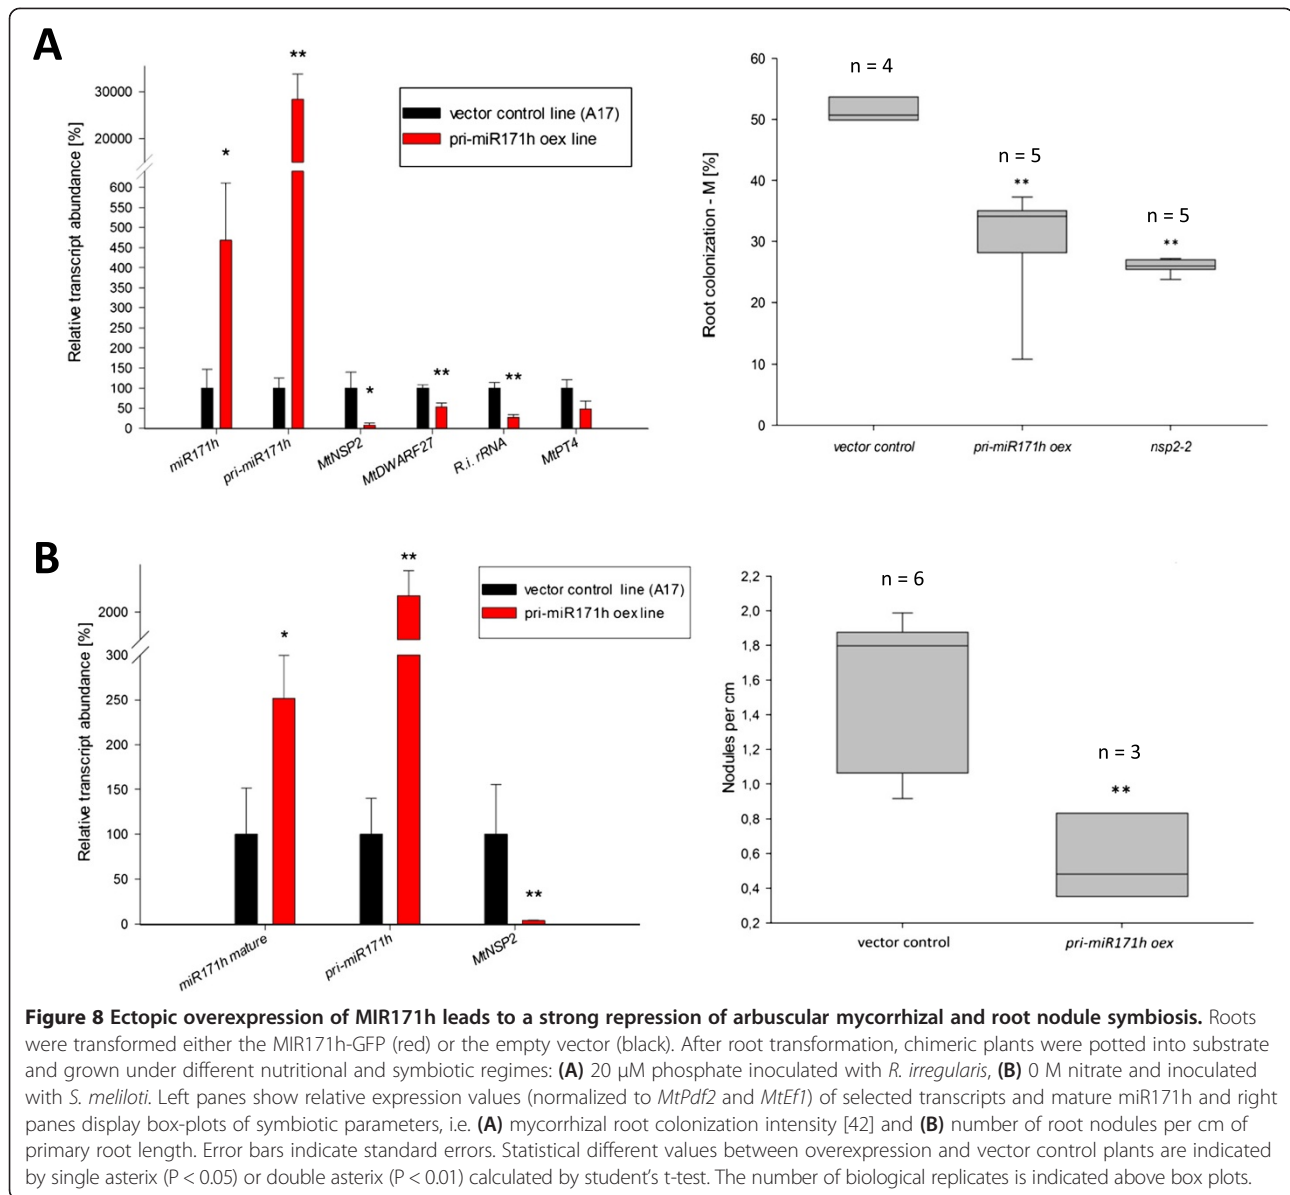 A
Relative transcript abundance [%]
30000
20000
600
550
500
450
400
350
300
250
200
150
100
50
0
*
**
*
**
**
vector control line (A17)
pri-miR171h oex line
miR171h
pri-miR171h
MtNSP2
MtDWARF27
R.i. rRNA
MtPT4
Root colonization - M [%]
60
50
40
30
20
10
0
n = 4
n = 5
**
n = 5
**
vector control
pri-miR171h oex
nsp2-2
B
Relative transcript abundance [%]
2000
300
250
200
150
100
50
0
*
**
**
vector control line (A17)
pri-miR171h oex line
miR171h mature
pri-miR171h
MtNSP2
Nodules per cm
2,2
2,0
1,8
1,6
1,4
1,2
1,0
0,8
0,6
0,4
0,2
n = 6
n = 3
**
vector control
pri-miR171h oex
Figure 8 Ectopic overexpression of MIR171h leads to a strong repression of arbuscular mycorrhizal and root nodule symbiosis. Roots
were transformed either the MIR171h-GFP (red) or the empty vector (black). After root transformation, chimeric plants were potted into substrate
and grown under different nutritional and symbiotic regimes: (A) 20 μM phosphate inoculated with R. irregularis, (B) 0 M nitrate and inoculated
with S. meliloti. Left panes show relative expression values (normalized to MtPdf2 and MtEf1) of selected transcripts and mature miR171h and right
panes display box-plots of symbiotic parameters, i.e. (A) mycorrhizal root colonization intensity [42] and (B) number of root nodules per cm of
primary root length. Error bars indicate standard errors. Statistical different values between overexpression and vector control plants are indicated
by single asterix (P < 0.05) or double asterix (P < 0.01) calculated by student's t-test. The number of biological replicates is indicated above box plots.